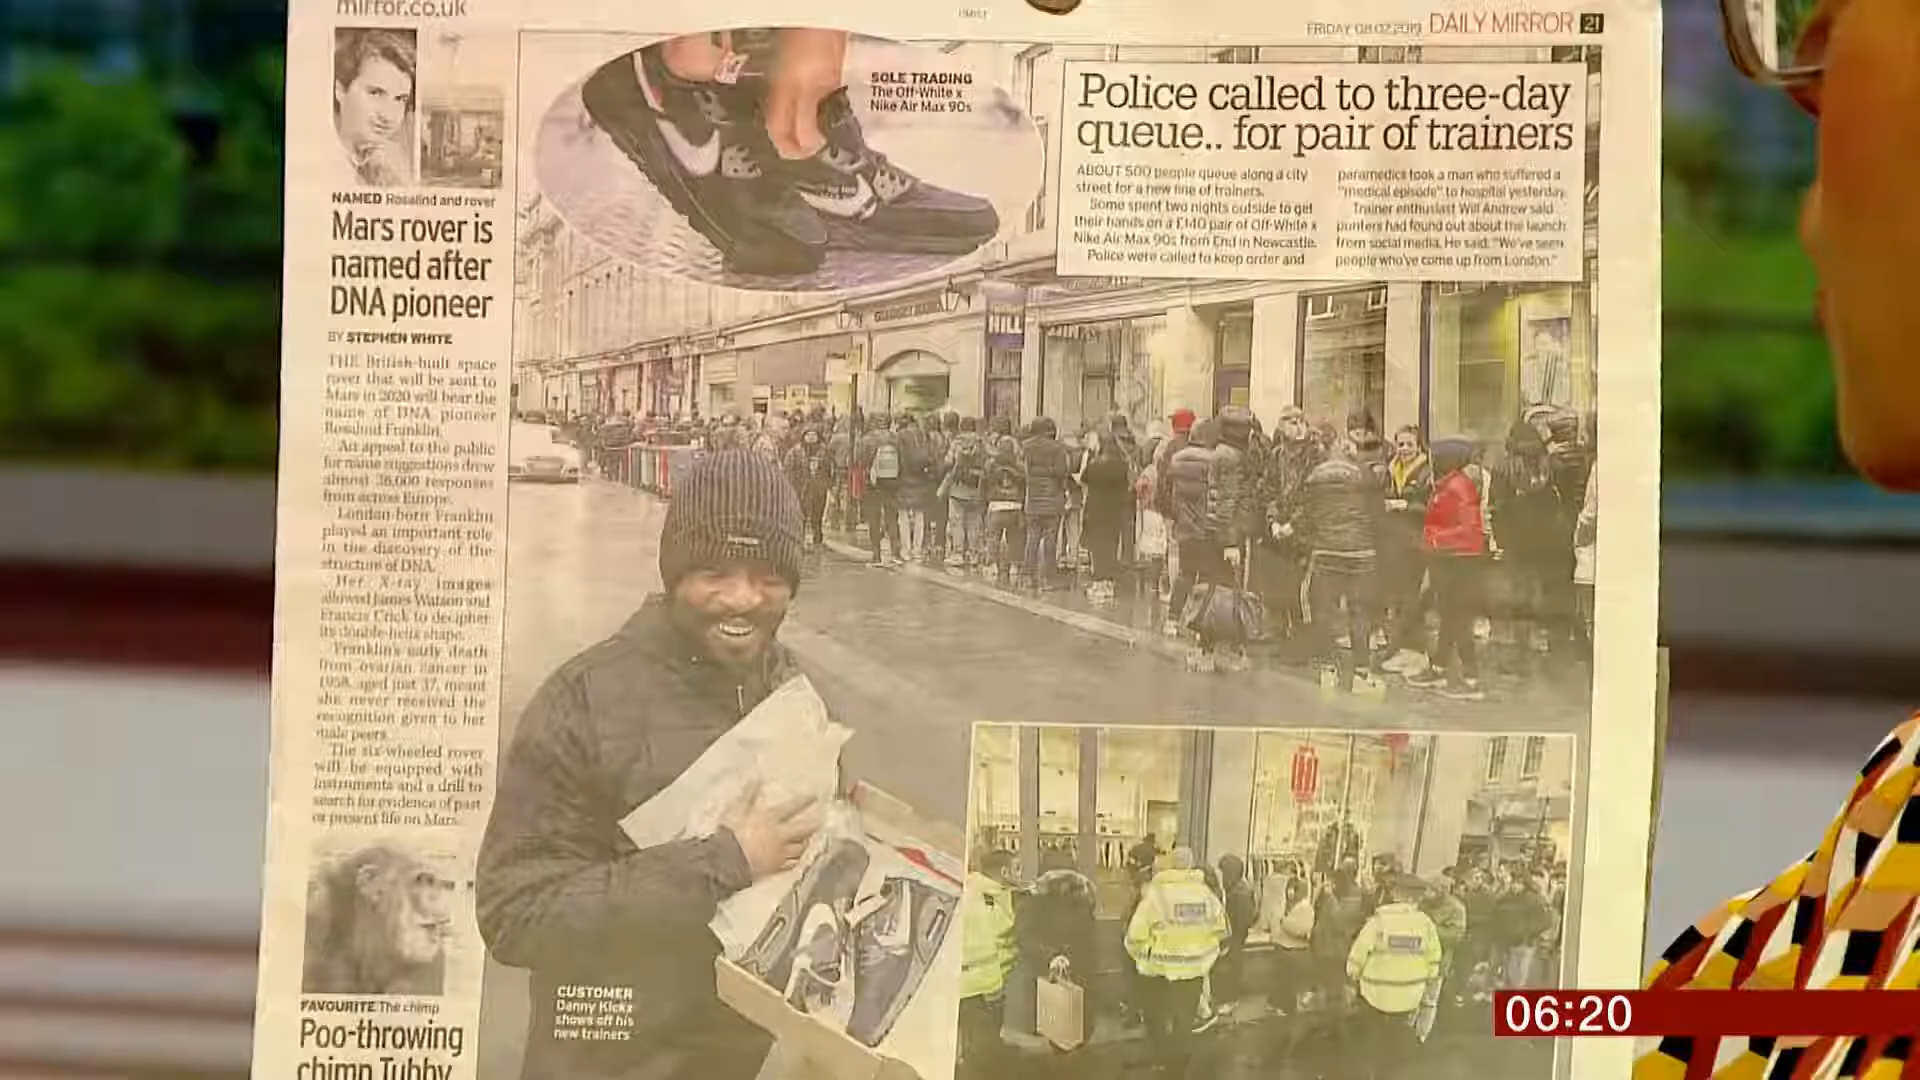 mirror.co.uk
FRIDAY 08.02.2019 DAILY MIRROR 21
NAMED Rosalind and rover
Mars rover is
named after
DNA pioneer
BY STEPHEN WHITE
THE British-built space
rover that will be sent to
Mars in 2020 will bear the
name of DNA pioneer
Rosalind Franklin.
An appeal to the public
for name suggestions drew
almost 36,000 responses
from across Europe.
London-born Franklin
played an important role
in the discovery of the
structure of DNA.
Her X-ray images
allowed James Watson and
Francis Crick to decipher
its double-helix shape.
Franklin's early death
from ovarian cancer in
1958, aged just 37, meant
she never received the
recognition given to her
male peers.
The six-wheeled rover
will be equipped with
instruments and a drill to
search for evidence of past
or present life on Mars.
FAVOURITE The chimp
Poo-throwing
chimp Tubby
SOLE TRADING
The Off-White x
Nike Air Max 90s
Police called to three-day
queue.. for pair of trainers
ABOUT 500 people queue along a city
street for a new line of trainers.
Some spent two nights outside to get
their hands on a £140 pair of Off-White x
Nike Air Max 90s from End in Newcastle.
Police were called to keep order and
paramedics took a man who suffered a
"medical episode" to hospital yesterday.
Trainer enthusiast Will Andrew said
punters had found out about the launch
from social media. He said: "We've seen
people who've come up from London."
HILL
CUSTOMER
Danny Kickx
shows off his
new trainers
06:20